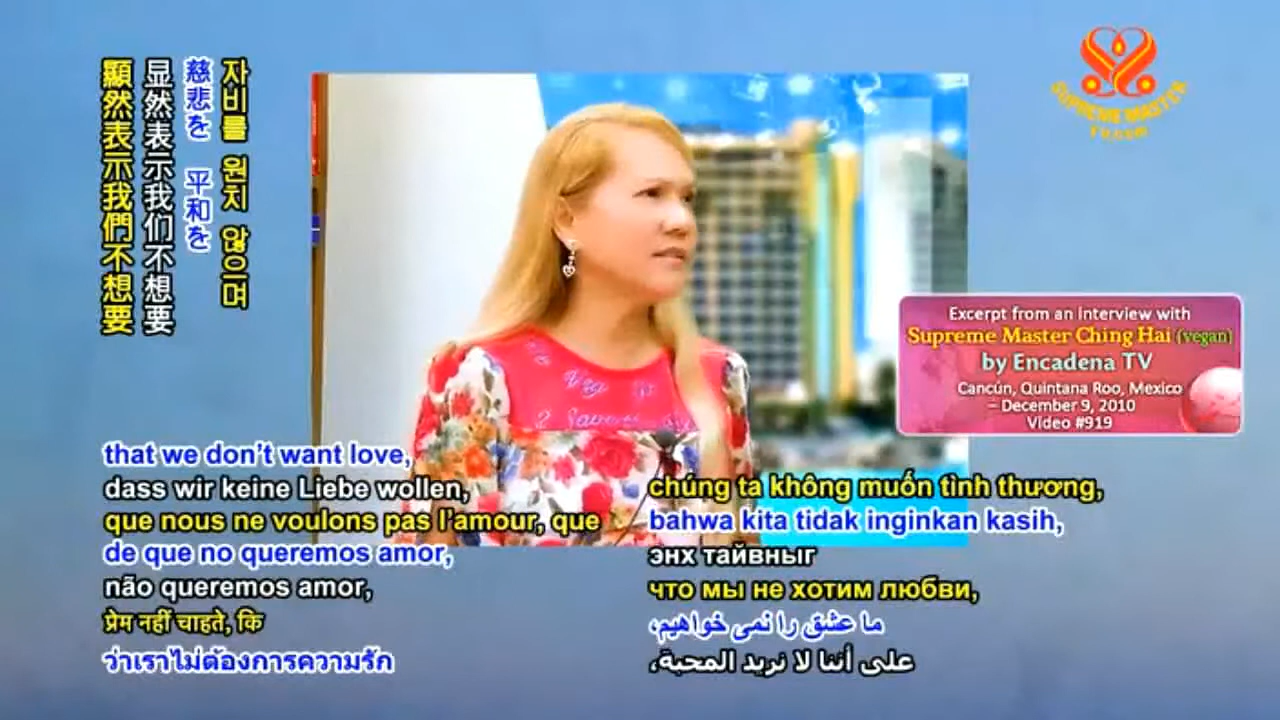 顯然表示我們不想要
显然表示我们不想要
慈悲を 平和を
자비를 원치 않으며
SUPREME MASTER
TV.COM
Excerpt from an Interview with
Supreme Master Ching Hai (vegan)
by Encadena TV
Cancún, Quintana Roo, Mexico
– December 9, 2010
Video #919
that we don't want love,
dass wir keine Liebe wollen,
que nous ne voulons pas l'amour, que
de que no queremos amor,
não queremos amor,
प्रेम नहीं चाहते, कि
ว่าเราไม่ต้องการความรัก
chúng ta không muốn tình thương,
bahwa kita tidak inginkan kasih,
энх тайвныг
что мы не хотим любви,
ما عشق را نمی خواهیم،
على أننا لا نريد المحبة،